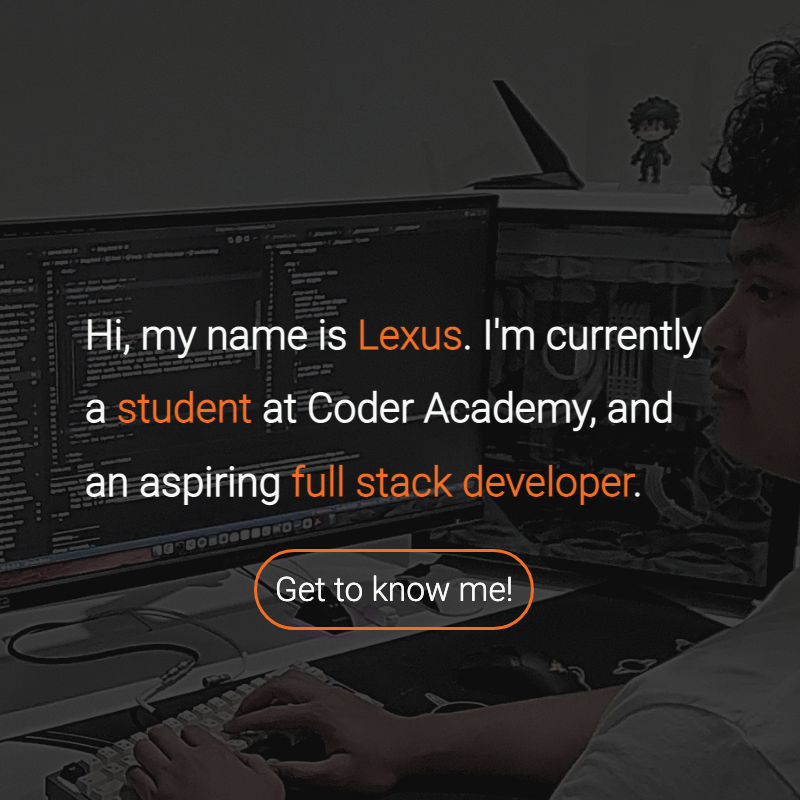 Hi, my name is Lexus. I'm currently
a student at Coder Academy, and
an aspiring full stack developer.
Get to know me!